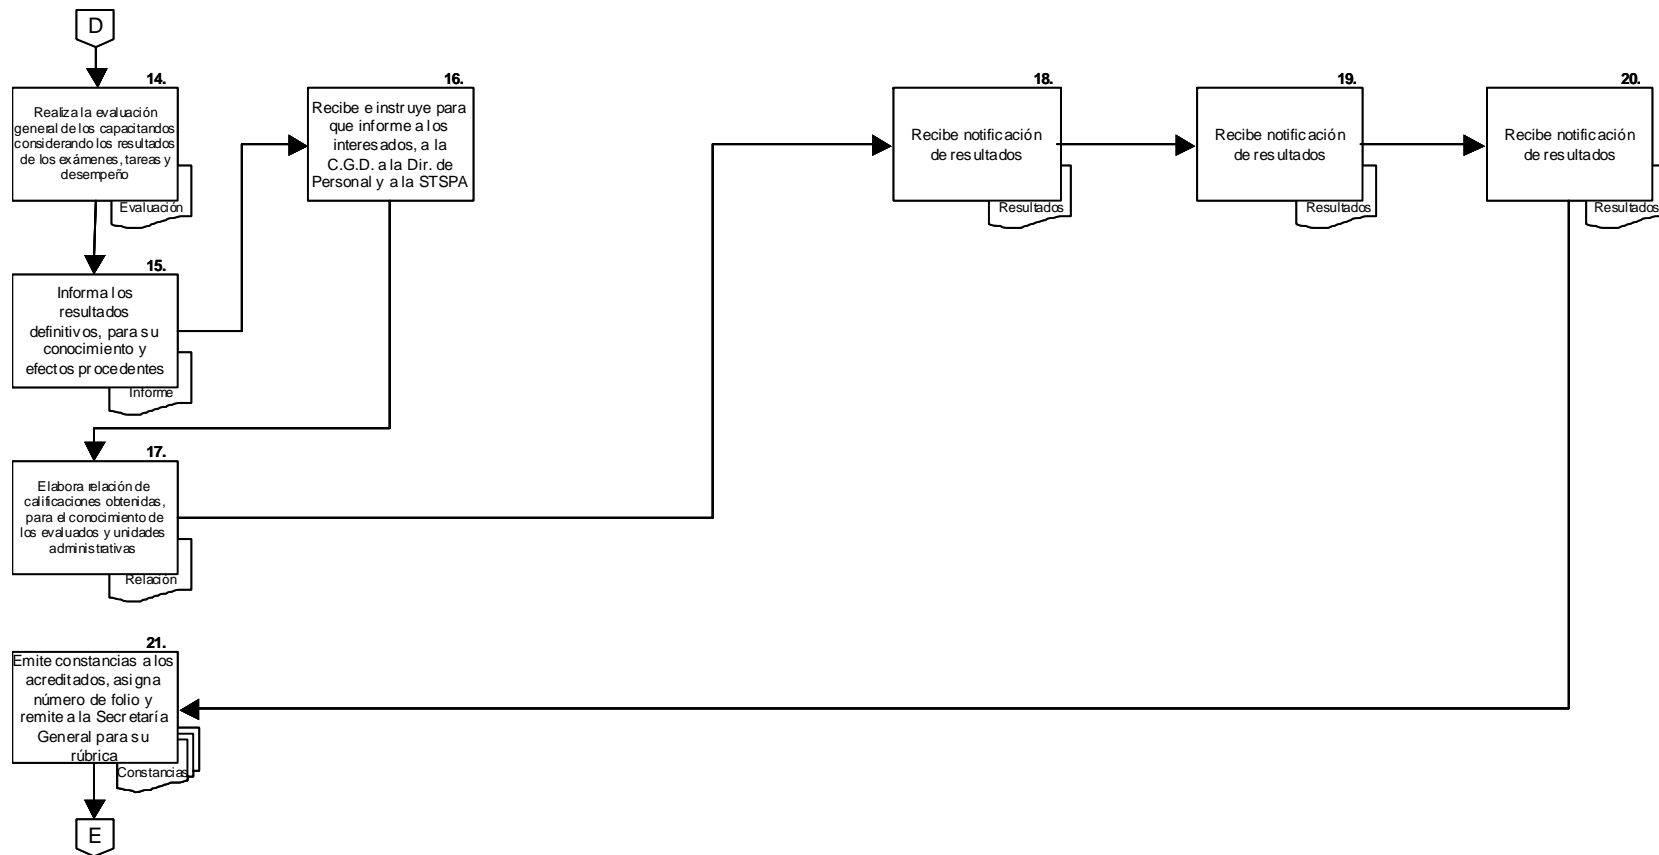 D
14.
Realiza la evaluación
general de los capacitandos
considerando los resultados
de los exámenes, tareas y
desempeño
Evaluación
15.
Informa los
resultados
definitivos, para su
conocimiento y
efectos procedentes
Informe
16.
Recibe e instruye para
que informe a los
interesados, a la
C.G.D. a la Dir. de
Personal y a la STSPA
17.
Elabora relación de
calificaciones obtenidas,
para el conocimiento de
los evaluados y unidades
administrativas
Relación
18.
Recibe notificación
de resultados
Resultados
19.
Recibe notificación
de resultados
Resultados
20.
Recibe notificación
de resultados
Resultados
21.
Emite constancias a los
acreditados, asigna
número de folio y
remite a la Secretaría
General para su
rúbrica
Constancias
E